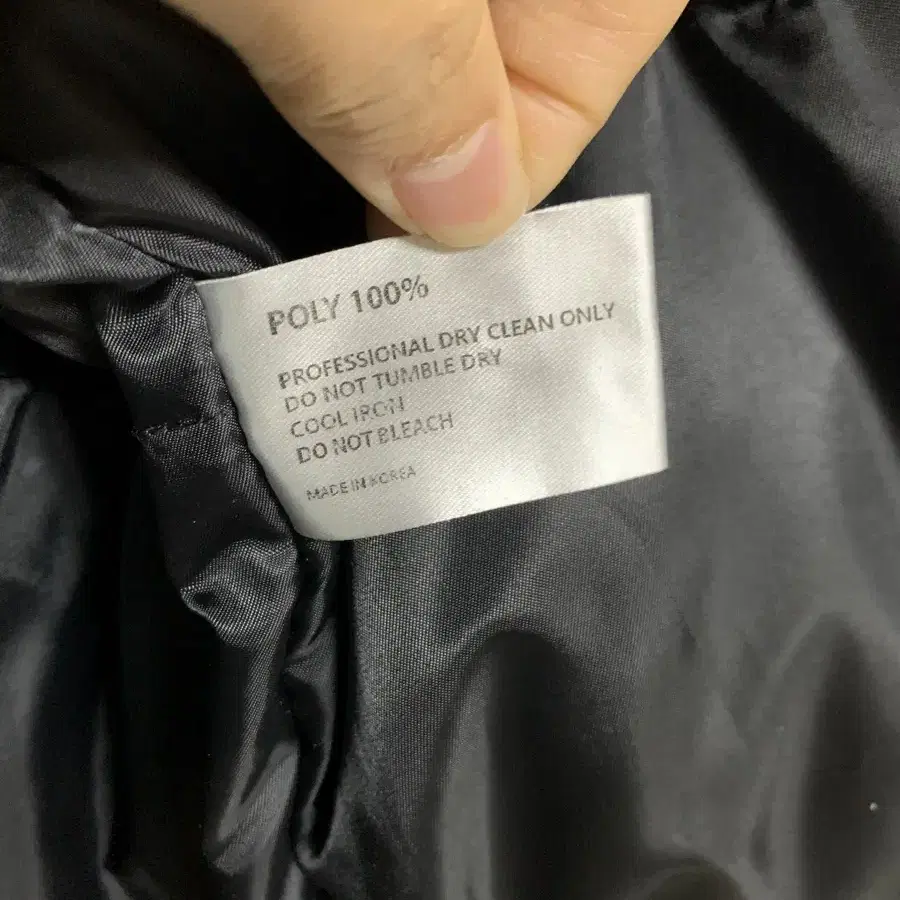 POLY 100%
PROFESSIONAL DRY CLEAN ONLY
DO NOT TUMBLE DRY
COOL IRON
DO NOT BLEACH
MADE IN KOREA